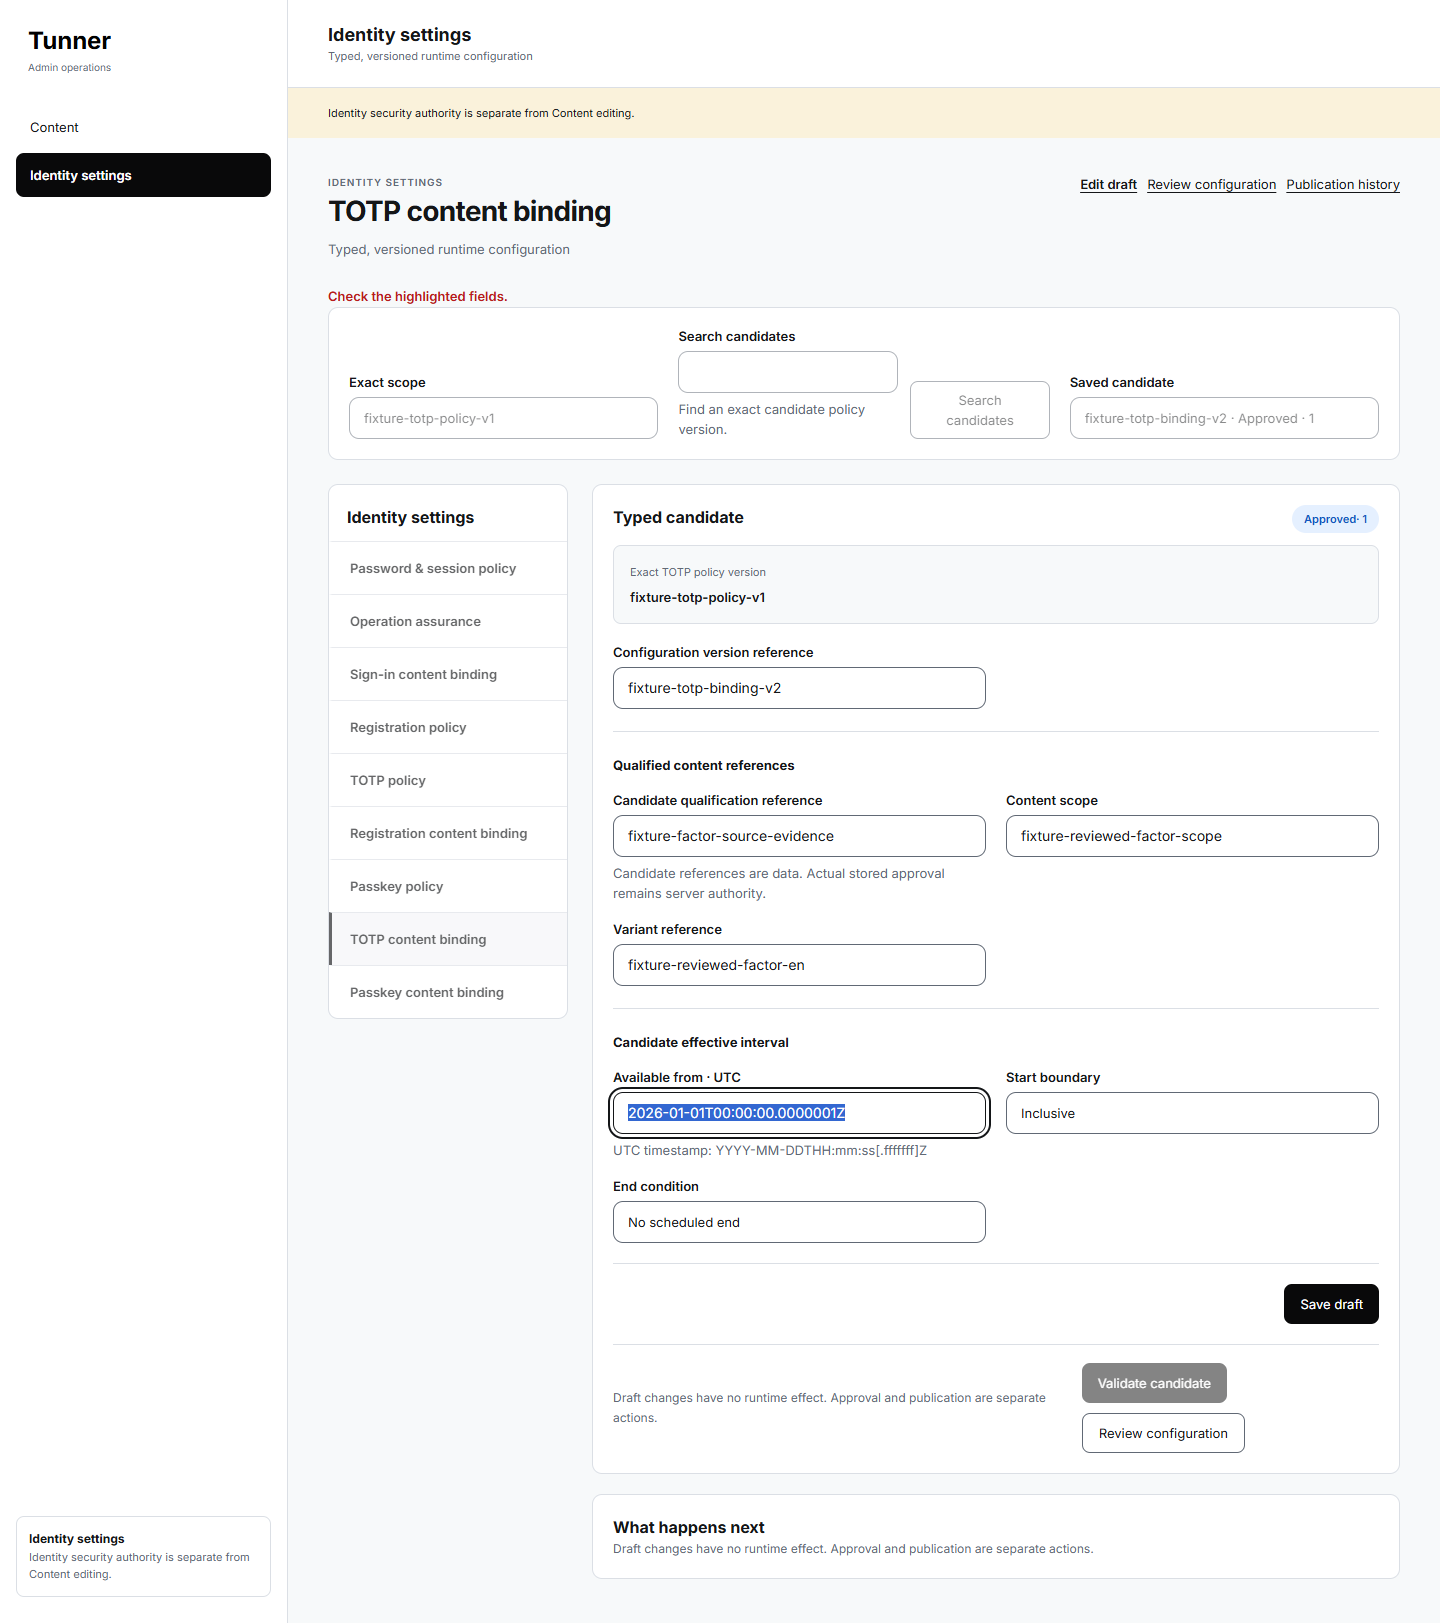 Tunner
Admin operations
Content
Identity settings
Identity settings
Identity security authority is separate from
Content editing.
Identity settings
Typed, versioned runtime configuration
Identity security authority is separate from Content editing.
IDENTITY SETTINGS
TOTP content binding
Typed, versioned runtime configuration
Edit draft Review configuration Publication history
Check the highlighted fields.
Exact scope
fixture-totp-policy-v1
Search candidates
Find an exact candidate policy
version.
Search
candidates
Saved candidate
fixture-totp-binding-v2 · Approved · 1
Identity settings
Password & session policy
Operation assurance
Sign-in content binding
Registration policy
TOTP policy
Registration content binding
Passkey policy
TOTP content binding
Passkey content binding
Typed candidate
Approved· 1
Exact TOTP policy version
fixture-totp-policy-v1
Configuration version reference
fixture-totp-binding-v2
Qualified content references
Candidate qualification reference
fixture-factor-source-evidence
Candidate references are data. Actual stored approval
remains server authority.
Content scope
fixture-reviewed-factor-scope
Variant reference
fixture-reviewed-factor-en
Candidate effective interval
Available from · UTC
2026-01-01T00:00:00.0000001Z
UTC timestamp: YYYY-MM-DDTHH:mm:ss[.fffffff]Z
Start boundary
Inclusive
End condition
No scheduled end
Save draft
Draft changes have no runtime effect. Approval and publication are separate
actions.
Validate candidate
Review configuration
What happens next
Draft changes have no runtime effect. Approval and publication are separate actions.